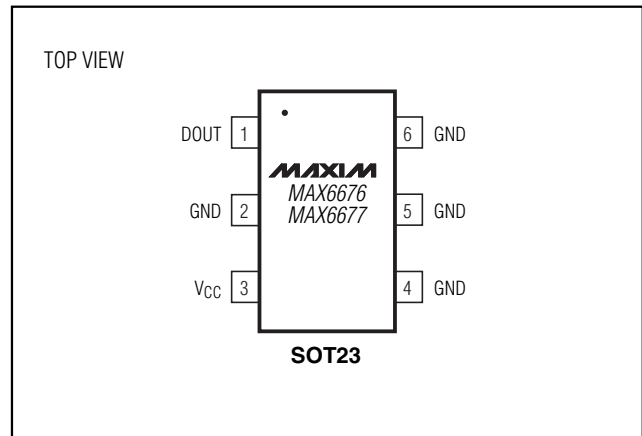 TOP VIEW
DOUT 1
6 GND
MAXIM
MAX6676
MAX6677
GND 2
5 GND
VCC 3
4 GND
SOT23